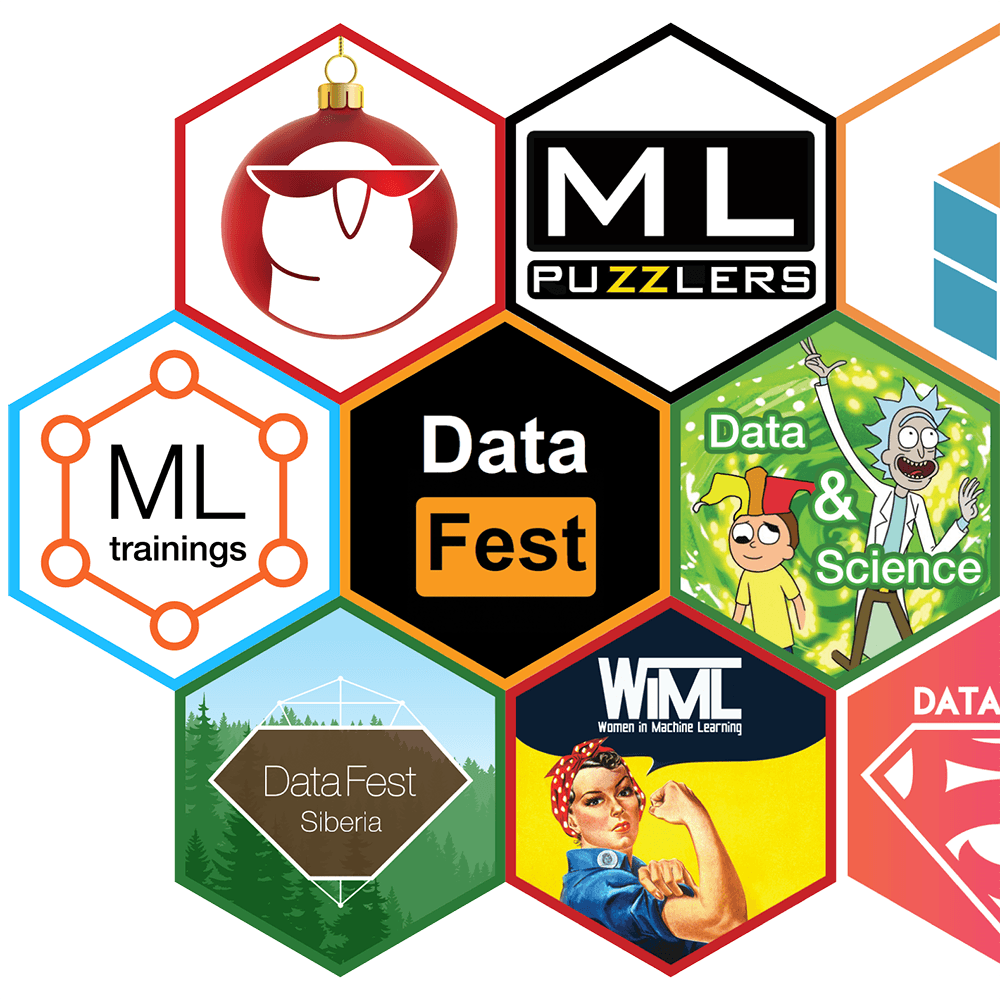 ML
PUZZLERS
ML
trainings
Data
Fest
Data
&
Science
DataFest
Siberia
WiML
Women in Machine Learning
DATA